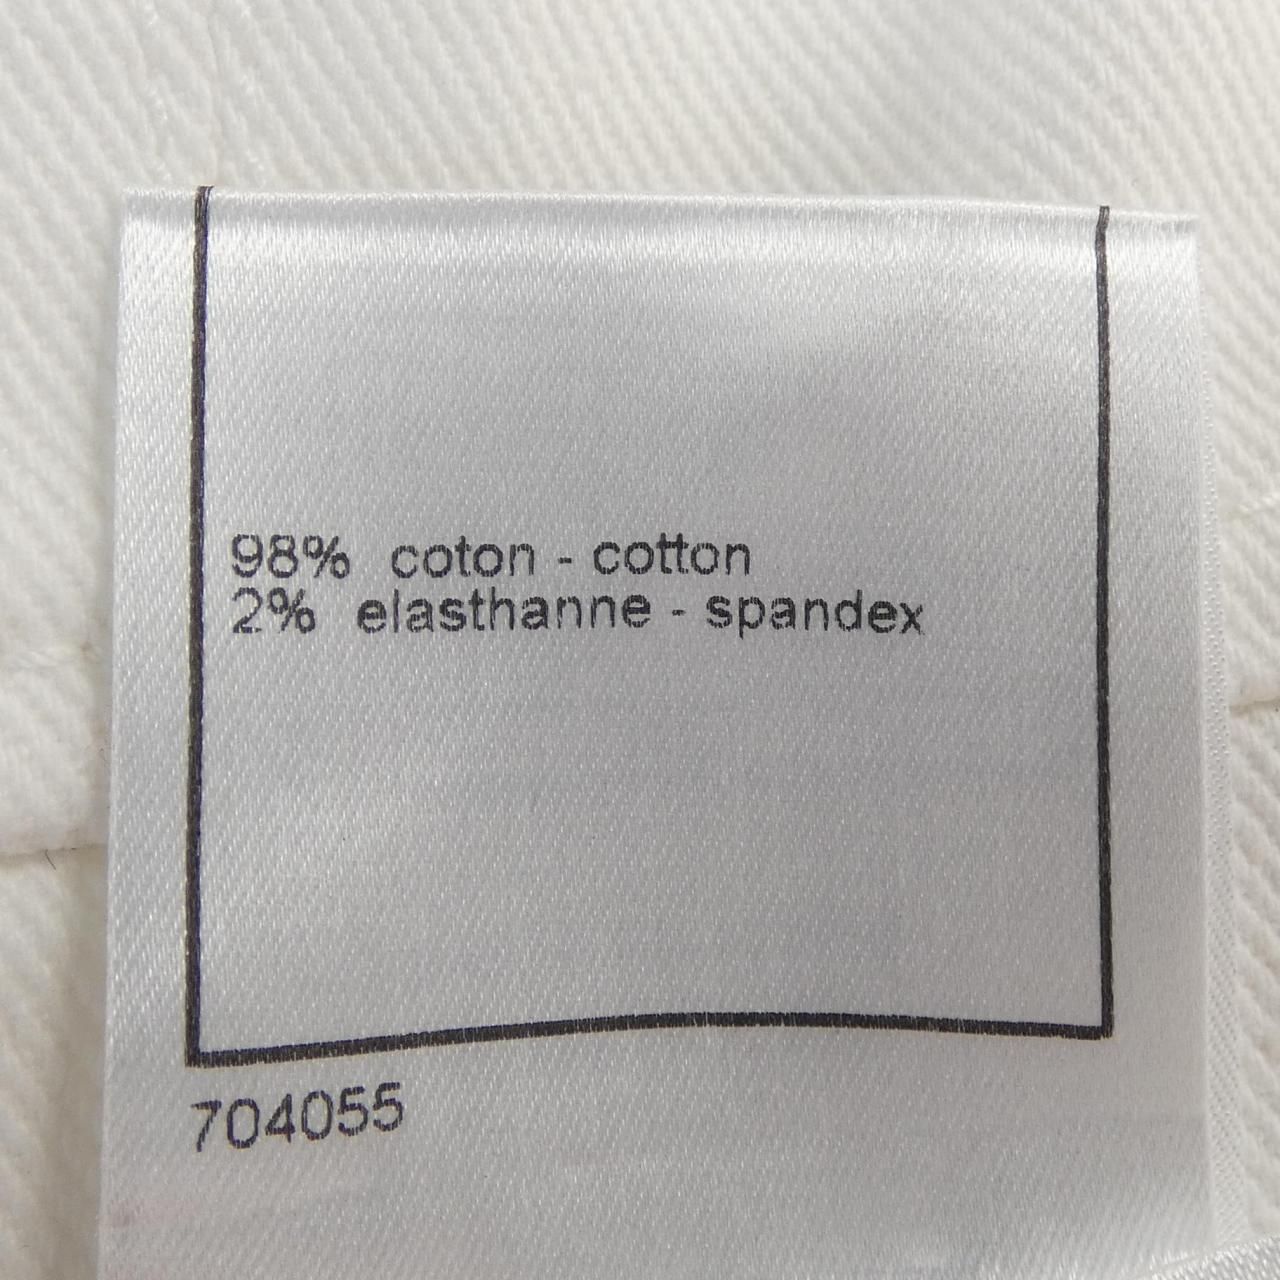 98% coton - cotton
2% elasthanne - spandex
704055